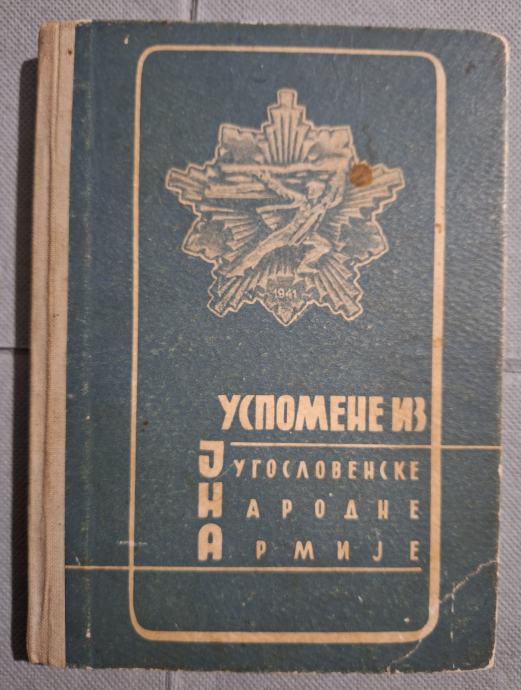 1941
УСПОМЕНЕ ИЗ
ЈУГОСЛОВЕНСКЕ
НАРОДНЕ
АРМИЈЕ